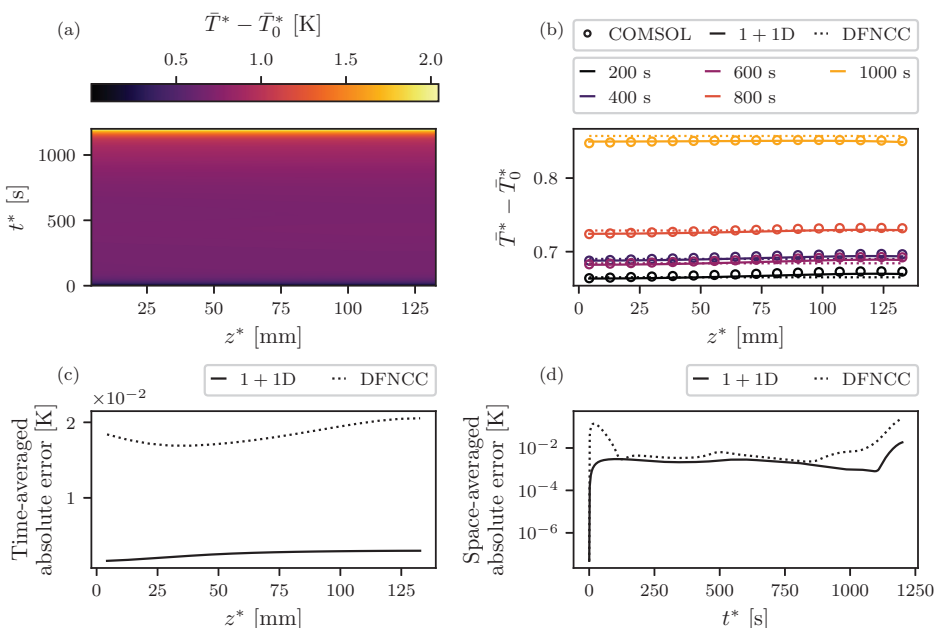 (a)
T̄* − T̄₀* [K]
0.5 1.0 1.5 2.0
t* [s]
1000
500
0
25 50 75 100 125
z* [mm]
(b)
COMSOL 1 + 1D DFNCC
200 s 600 s 1000 s
400 s 800 s
T̄* − T̄₀*
0.8
0.7
0 25 50 75 100 125
z* [mm]
(c)
1 + 1D DFNCC
×10⁻²
Time-averaged
absolute error [K]
2
1
0 25 50 75 100 125
z* [mm]
(d)
1 + 1D DFNCC
Space-averaged
absolute error [K]
10⁻²
10⁻⁴
10⁻⁶
0 250 500 750 1000 1250
t* [s]